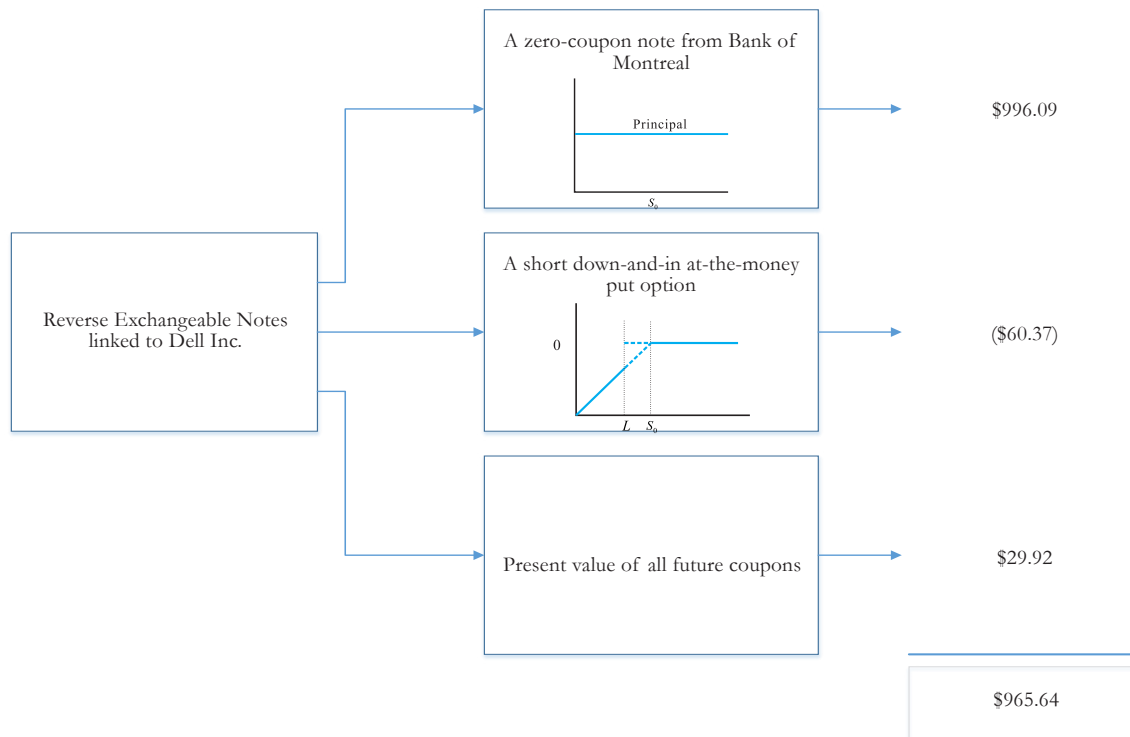 A zero-coupon note from Bank of
Montreal
Principal
S₀
$996.09
Reverse Exchangeable Notes
linked to Dell Inc.
A short down-and-in at-the-money
put option
0
L S₀
($60.37)
Present value of all future coupons
$29.92
$965.64